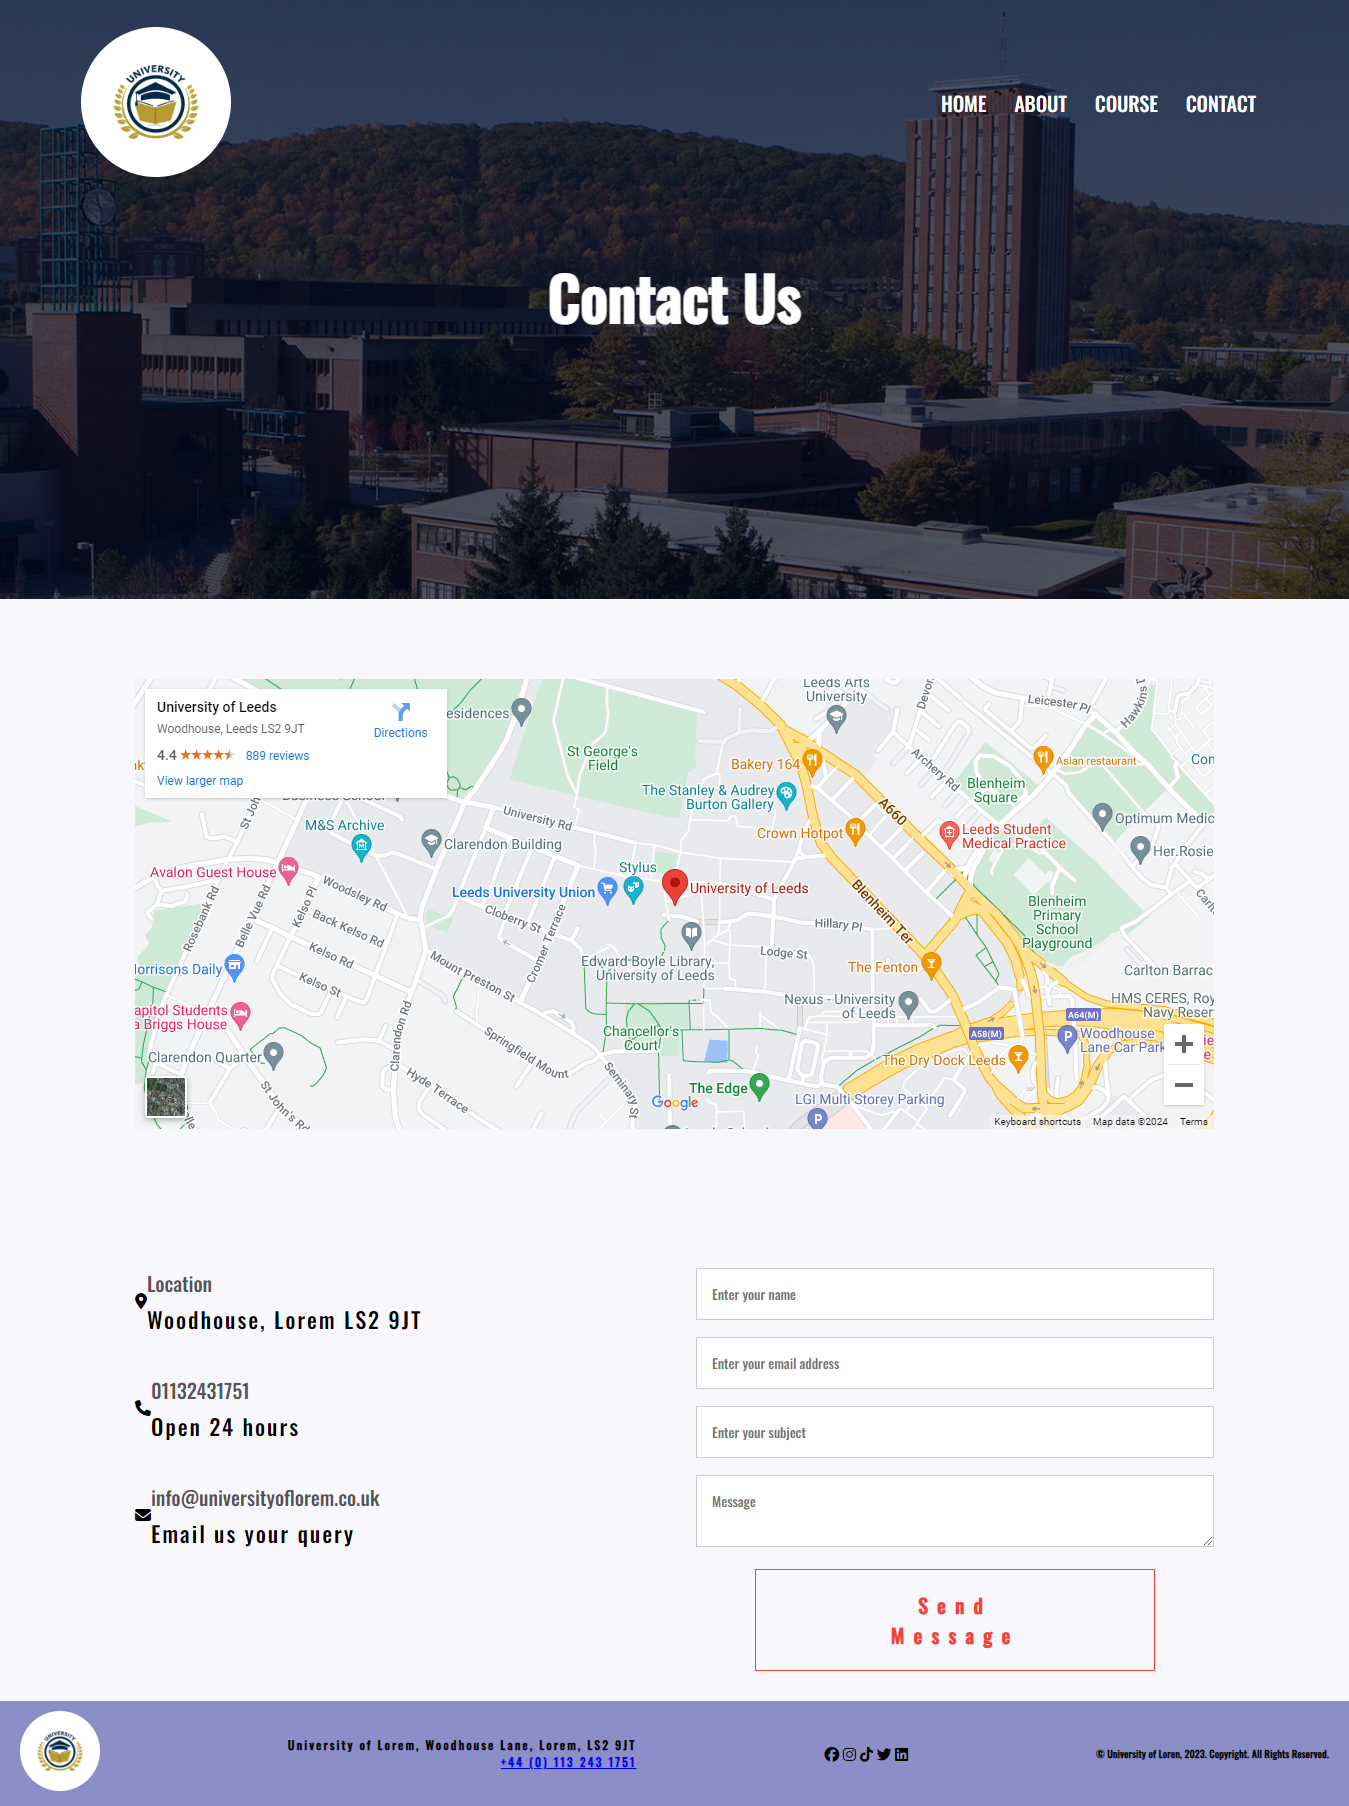 UNIVERSITY
HOME ABOUT COURSE CONTACT
Contact Us
University of Leeds
Woodhouse, Leeds LS2 9JT
4.4 889 reviews
View larger map
Directions
esidences
Leeds Arts
University
Leicester Pl
St George's
Field
Bakery 164
Archery Rd
Asian restaurant
The Stanley & Audrey
Burton Gallery
Blenheim
Square
M&S Archive
University Rd
Crown Hotpot
A660
Optimum Medic
Clarendon Building
Leeds Student
Medical Practice
Her.Rosie
Avalon Guest House
Woodsley Rd
Stylus
Leeds University Union
University of Leeds
Rosebank Rd
Belle Vue Rd
Kelso Pl
Back Kelso Rd
Cloberry St
Cromer Terrace
Blenheim Ter
Hillary Pl
Blenheim
Primary
School
Playground
Kelso Rd
Mount Preston St
Edward Boyle Library,
University of Leeds
Lodge St
The Fenton
Carlton Barrac
orrisons Daily
Kelso St
Nexus - University
of Leeds
HMS CERES, Roy
Navy Reser
apitol Students
a Briggs House
Clarendon Rd
Springfield Mount
Chancellor's
Court
A58(M)
A64(M)
Woodhouse
Lane Car Park
Clarendon Quarter
St John's Rd
Hyde Terrace
Seminary St
The Edge
The Dry Dock Leeds
LGI Multi Storey Parking
Google
Keyboard shortcuts Map data ©2024 Terms
Location
Woodhouse, Lorem LS2 9JT
01132431751
Open 24 hours
info@universityoflorem.co.uk
Email us your query
Enter your name
Enter your email address
Enter your subject
Message
Send
Message
UNIVERSITY
University of Lorem, Woodhouse Lane, Lorem, LS2 9JT
+44 (0) 113 243 1751
© University of Loren, 2023. Copyright. All Rights Reserved.